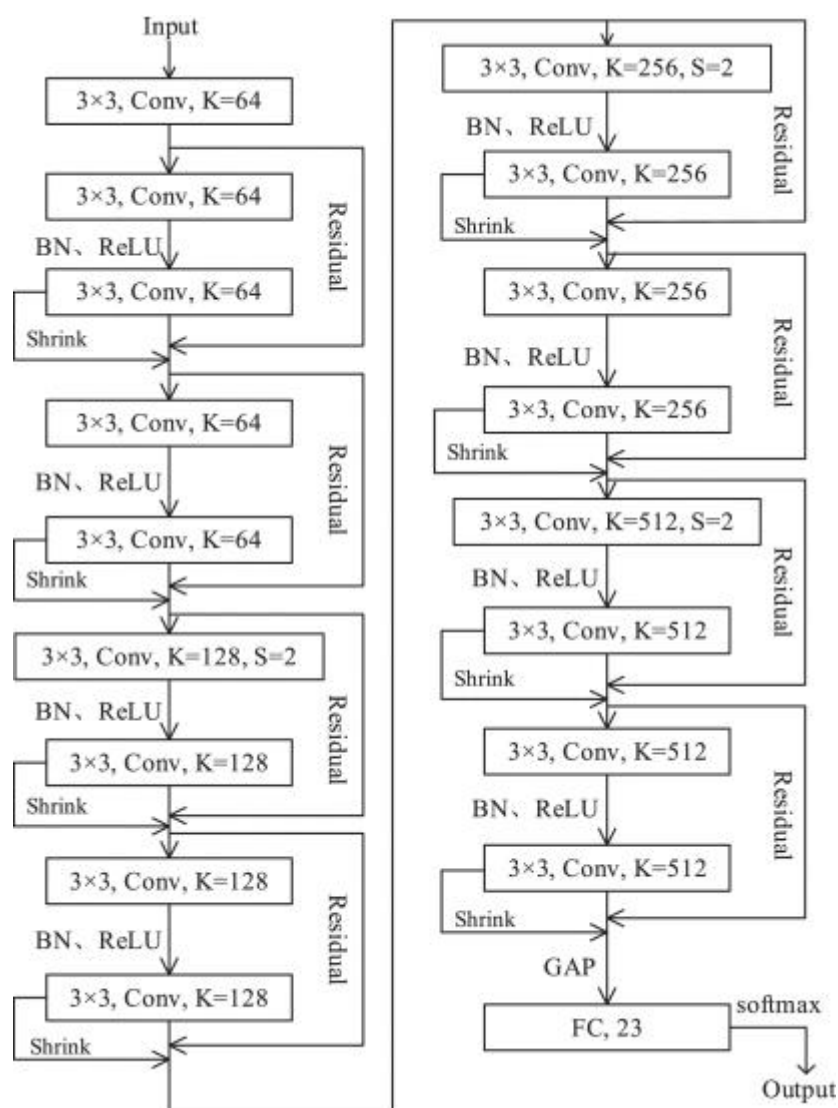 Input
3×3, Conv, K=64
3×3, Conv, K=64
BN、ReLU
Residual
3×3, Conv, K=64
Shrink
3×3, Conv, K=64
BN、ReLU
Residual
3×3, Conv, K=64
Shrink
3×3, Conv, K=128, S=2
BN、ReLU
Residual
3×3, Conv, K=128
Shrink
3×3, Conv, K=128
BN、ReLU
Residual
3×3, Conv, K=128
Shrink
3×3, Conv, K=256, S=2
BN、ReLU
Residual
3×3, Conv, K=256
Shrink
3×3, Conv, K=256
BN、ReLU
Residual
3×3, Conv, K=256
Shrink
3×3, Conv, K=512, S=2
BN、ReLU
Residual
3×3, Conv, K=512
Shrink
3×3, Conv, K=512
BN、ReLU
Residual
3×3, Conv, K=512
Shrink
GAP
FC, 23
softmax
Output